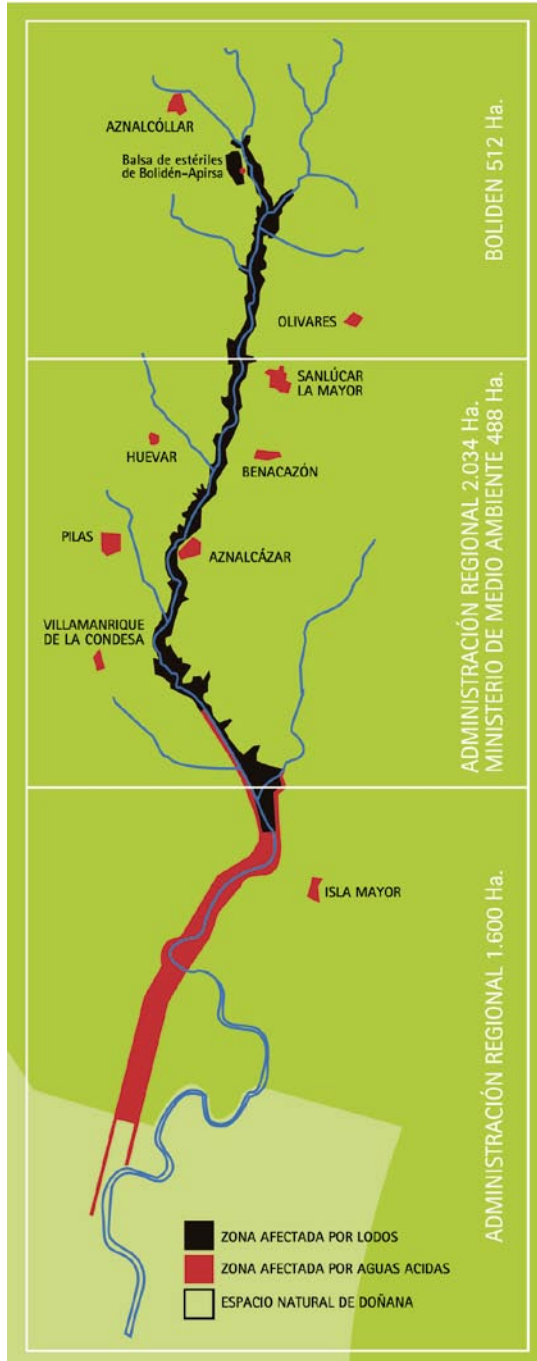 AZNALCÓLLAR
Balsa de estériles
de Bolidén-Apirsa
BOLIDEN 512 Ha.
OLIVARES
SANLÚCAR
LA MAYOR
HUEVAR
BENACAZÓN
PILAS
AZNALCÁZAR
VILLAMANRIQUE
DE LA CONDESA
ADMINISTRACIÓN REGIONAL 2.034 Ha.
MINISTERIO DE MEDIO AMBIENTE 488 Ha.
ISLA MAYOR
ADMINISTRACIÓN REGIONAL 1.600 Ha.
ZONA AFECTADA POR LODOS
ZONA AFECTADA POR AGUAS ACIDAS
ESPACIO NATURAL DE DOÑANA